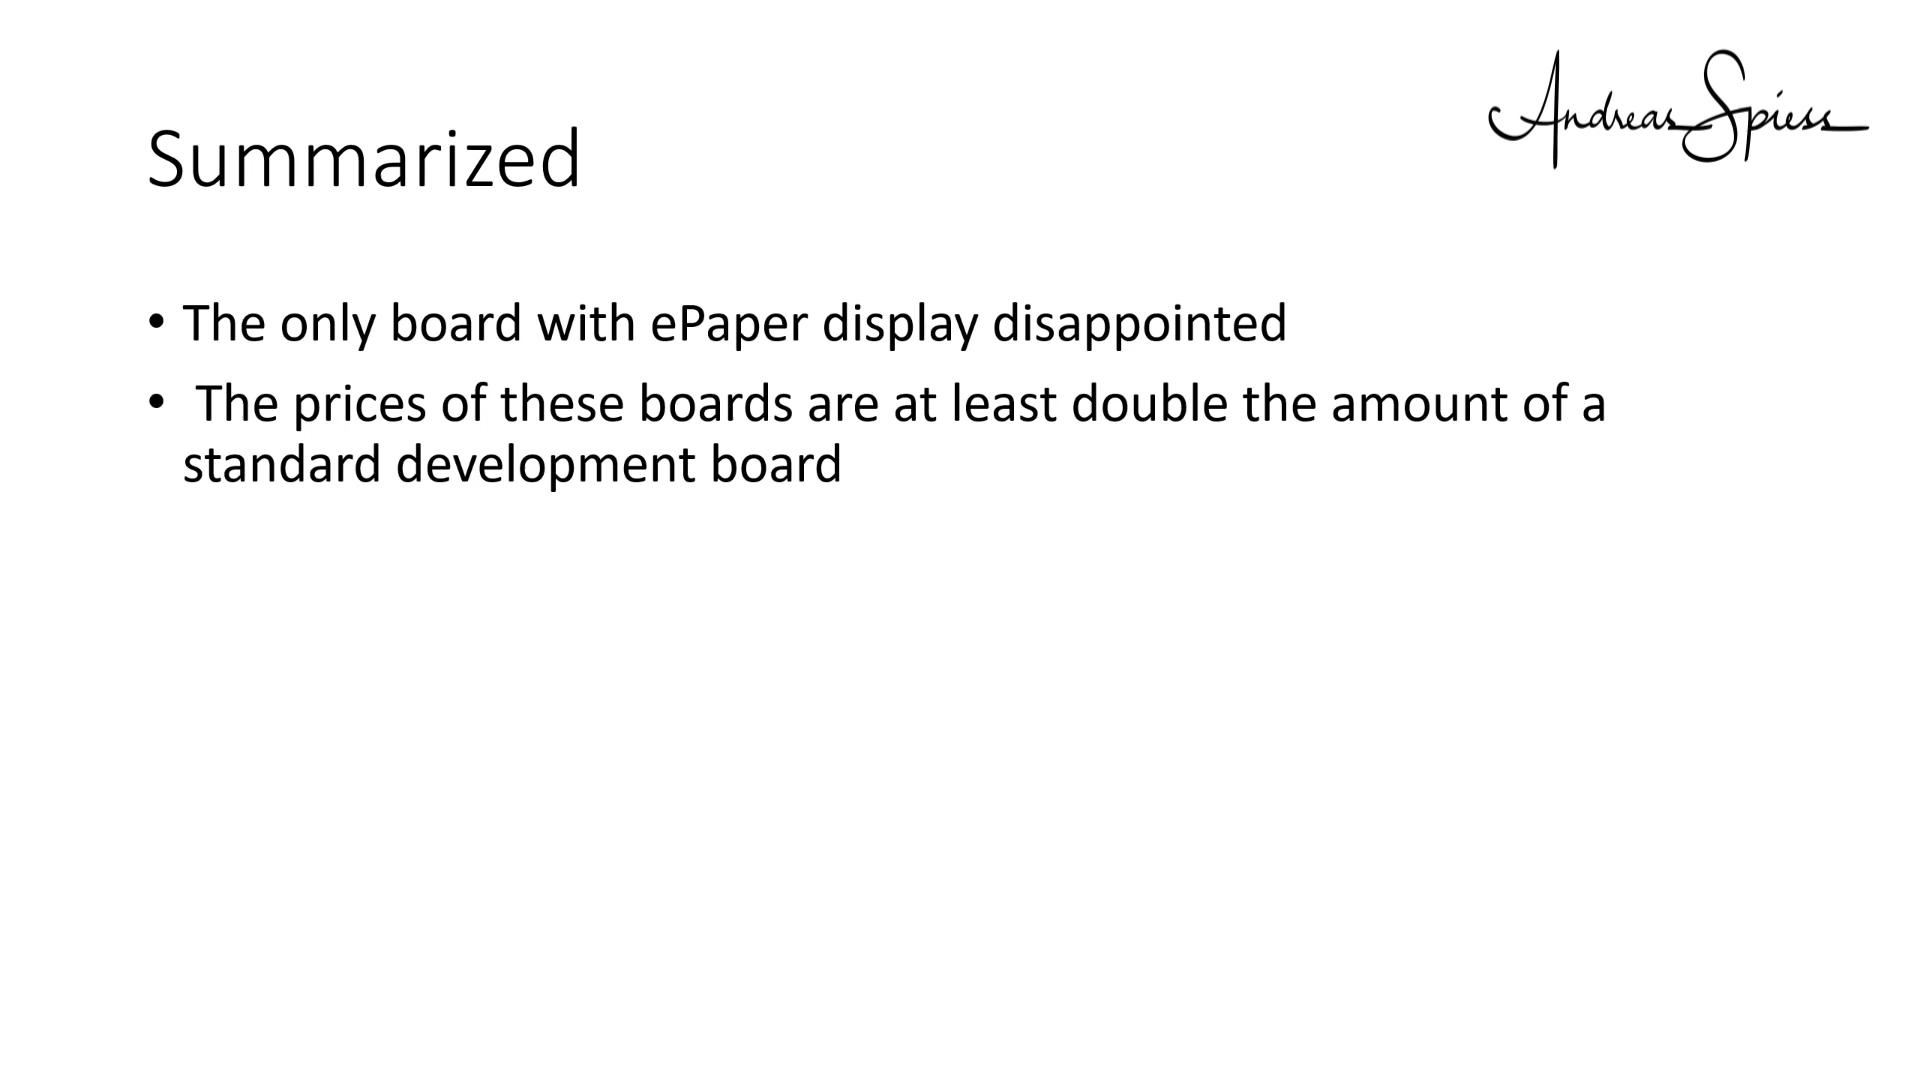 Andreas Spiess
Summarized
• The only board with ePaper display disappointed
• The prices of these boards are at least double the amount of a
standard development board